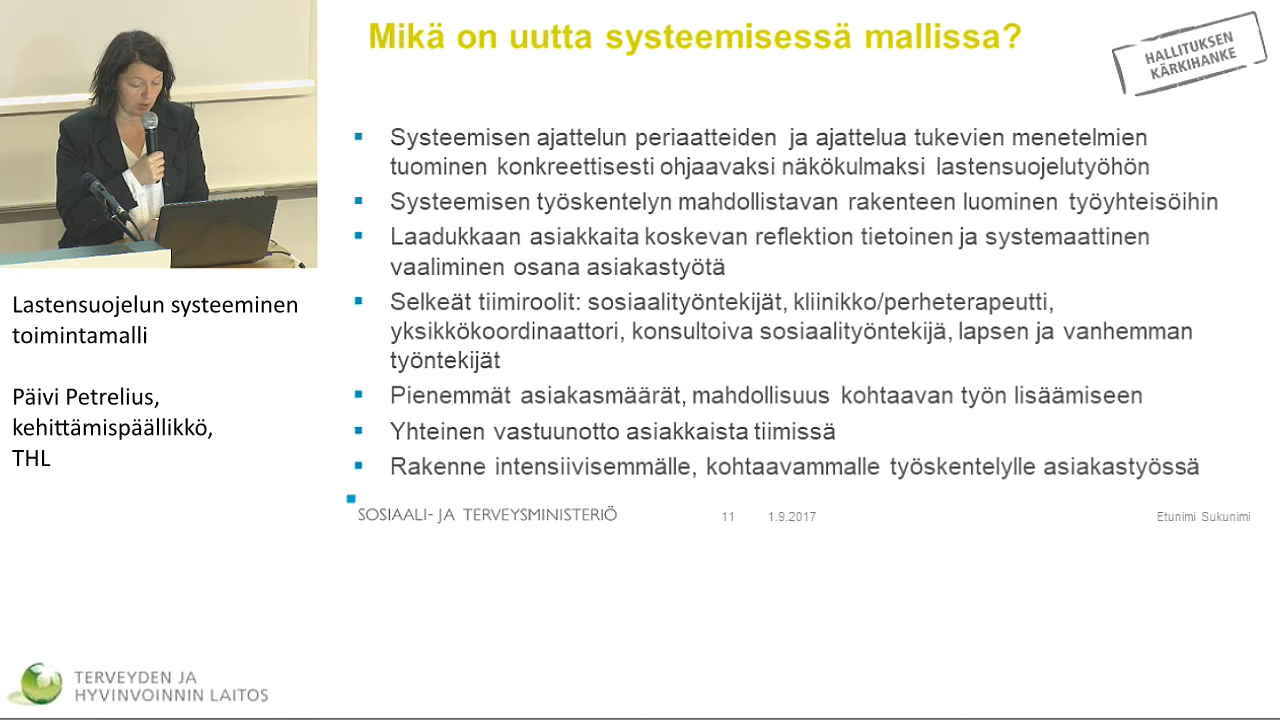 Mikä on uutta systeemisessä mallissa?
HALLITUKSEN
KÄRKIHANKE
Systeemisen ajattelun periaatteiden ja ajattelua tukevien menetelmien
tuominen konkreettisesti ohjaavaksi näkökulmaksi lastensuojelutyöhön
Systeemisen työskentelyn mahdollistavan rakenteen luominen työyhteisöihin
Laadukkaan asiakkaita koskevan reflektion tietoinen ja systemaattinen
vaaliminen osana asiakastyötä
Selkeät tiimiroolit: sosiaalityöntekijät, kliinikko/perheterapeutti,
yksikkökoordinaattori, konsultoiva sosiaalityöntekijä, lapsen ja vanhemman
työntekijät
Pienemmät asiakasmäärät, mahdollisuus kohtaavan työn lisäämiseen
Yhteinen vastuunotto asiakkaista tiimissä
Rakenne intensiivisemmälle, kohtaavammalle työskentelylle asiakastyössä
SOSIAALI- JA TERVEYSMINISTERIÖ 11 1.9.2017 Etunimi Sukunimi
Lastensuojelun systeeminen
toimintamalli
Päivi Petrelius,
kehittämispäällikkö,
THL
TERVEYDEN JA
HYVINVOINNIN LAITOS